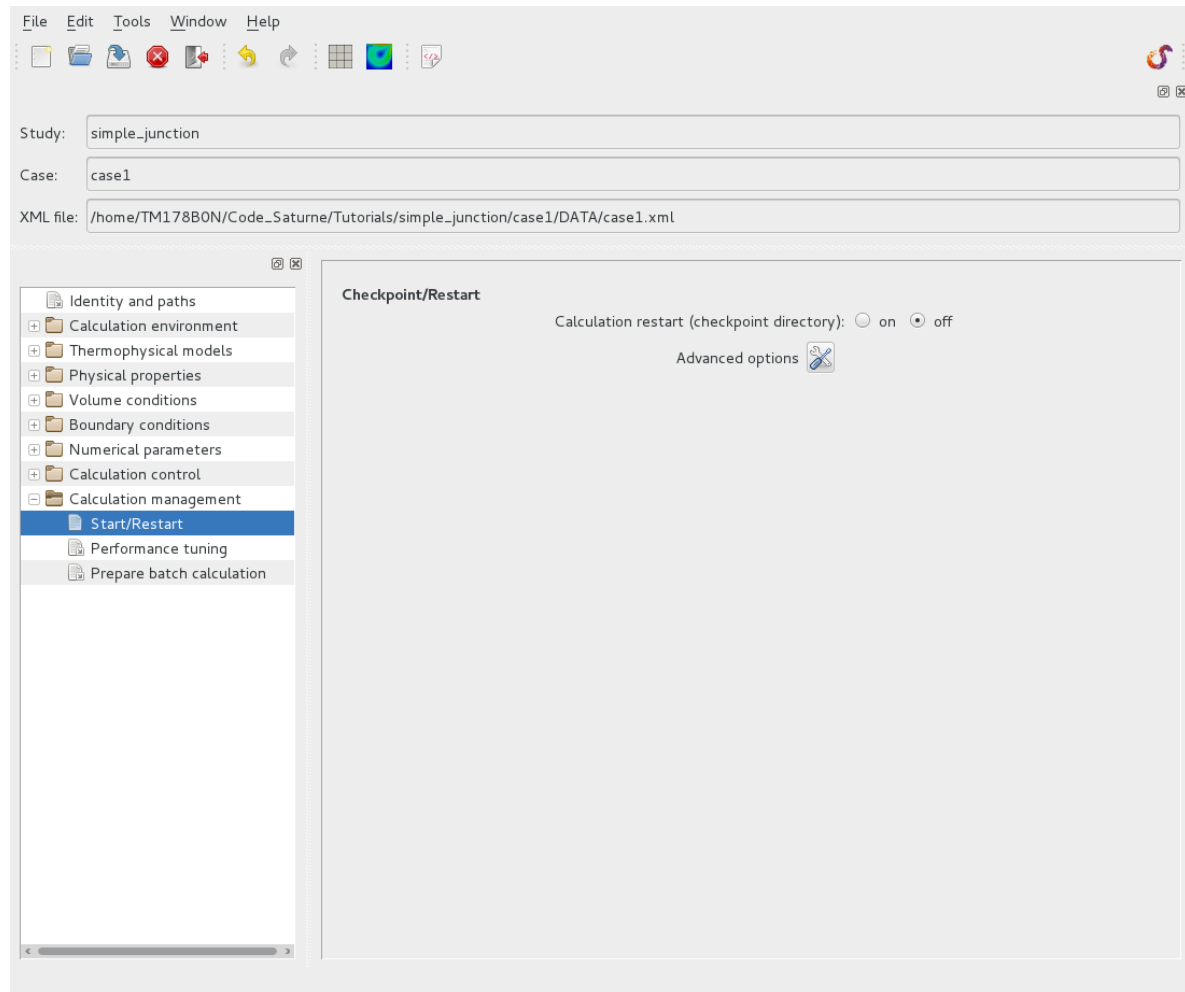 File Edit Tools Window Help
Study: simple_junction
Case: case1
XML file: /home/TM178B0N/Code_Saturne/Tutorials/simple_junction/case1/DATA/case1.xml
Identity and paths
Calculation environment
Thermophysical models
Physical properties
Volume conditions
Boundary conditions
Numerical parameters
Calculation control
Calculation management
Start/Restart
Performance tuning
Prepare batch calculation
Checkpoint/Restart
Calculation restart (checkpoint directory): on off
Advanced options